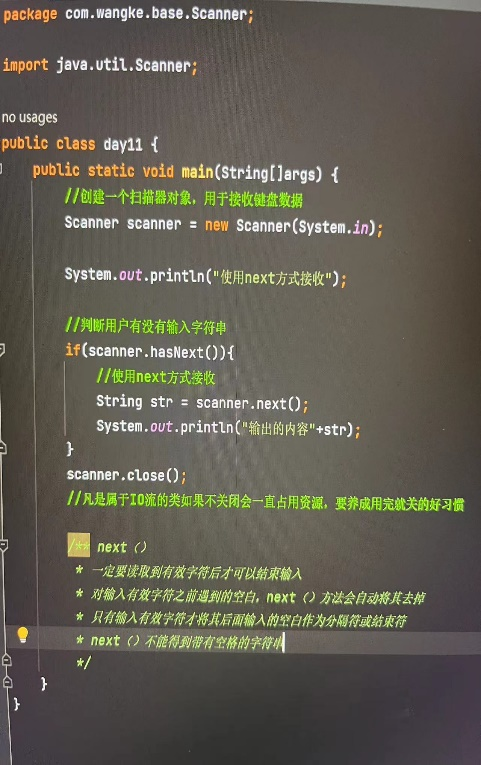 package com.wangke.base.Scanner;
import java.util.Scanner;
no usages
public class day11 {
public static void main(String[]args) {
//创建一个扫描器对象，用于接收键盘数据
Scanner scanner = new Scanner(System.in);
System.out.println("使用next方式接收");
//判断用户有没有输入字符串
if(scanner.hasNext()){
//使用next方式接收
String str = scanner.next();
System.out.println("输出的内容"+str);
}
scanner.close();
//凡是属于IO流的类如果不关闭会一直占用资源，要养成用完就关的好习惯
/** next（）
* 一定要读取到有效字符后才可以结束输入
* 对输入有效字符之前遇到的空白，next（）方法会自动将其去掉
* 只有输入有效字符才将其后面输入的空白作为分隔符或结束符
* next（）不能得到带有空格的字符串
*/
}
}